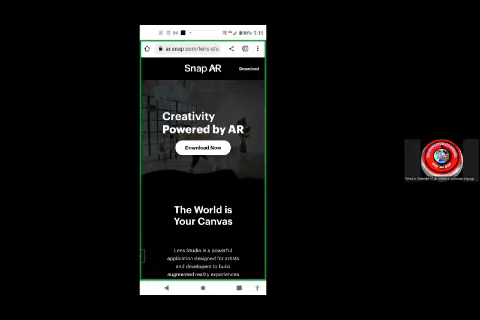 ar.snap.com/lens-stu
Snap AR
Download
Creativity
Powered by AR
Download Now
The World is
Your Canvas
Lens Studio is a powerful
application designed for artists
and developers to build
augmented reality experiences